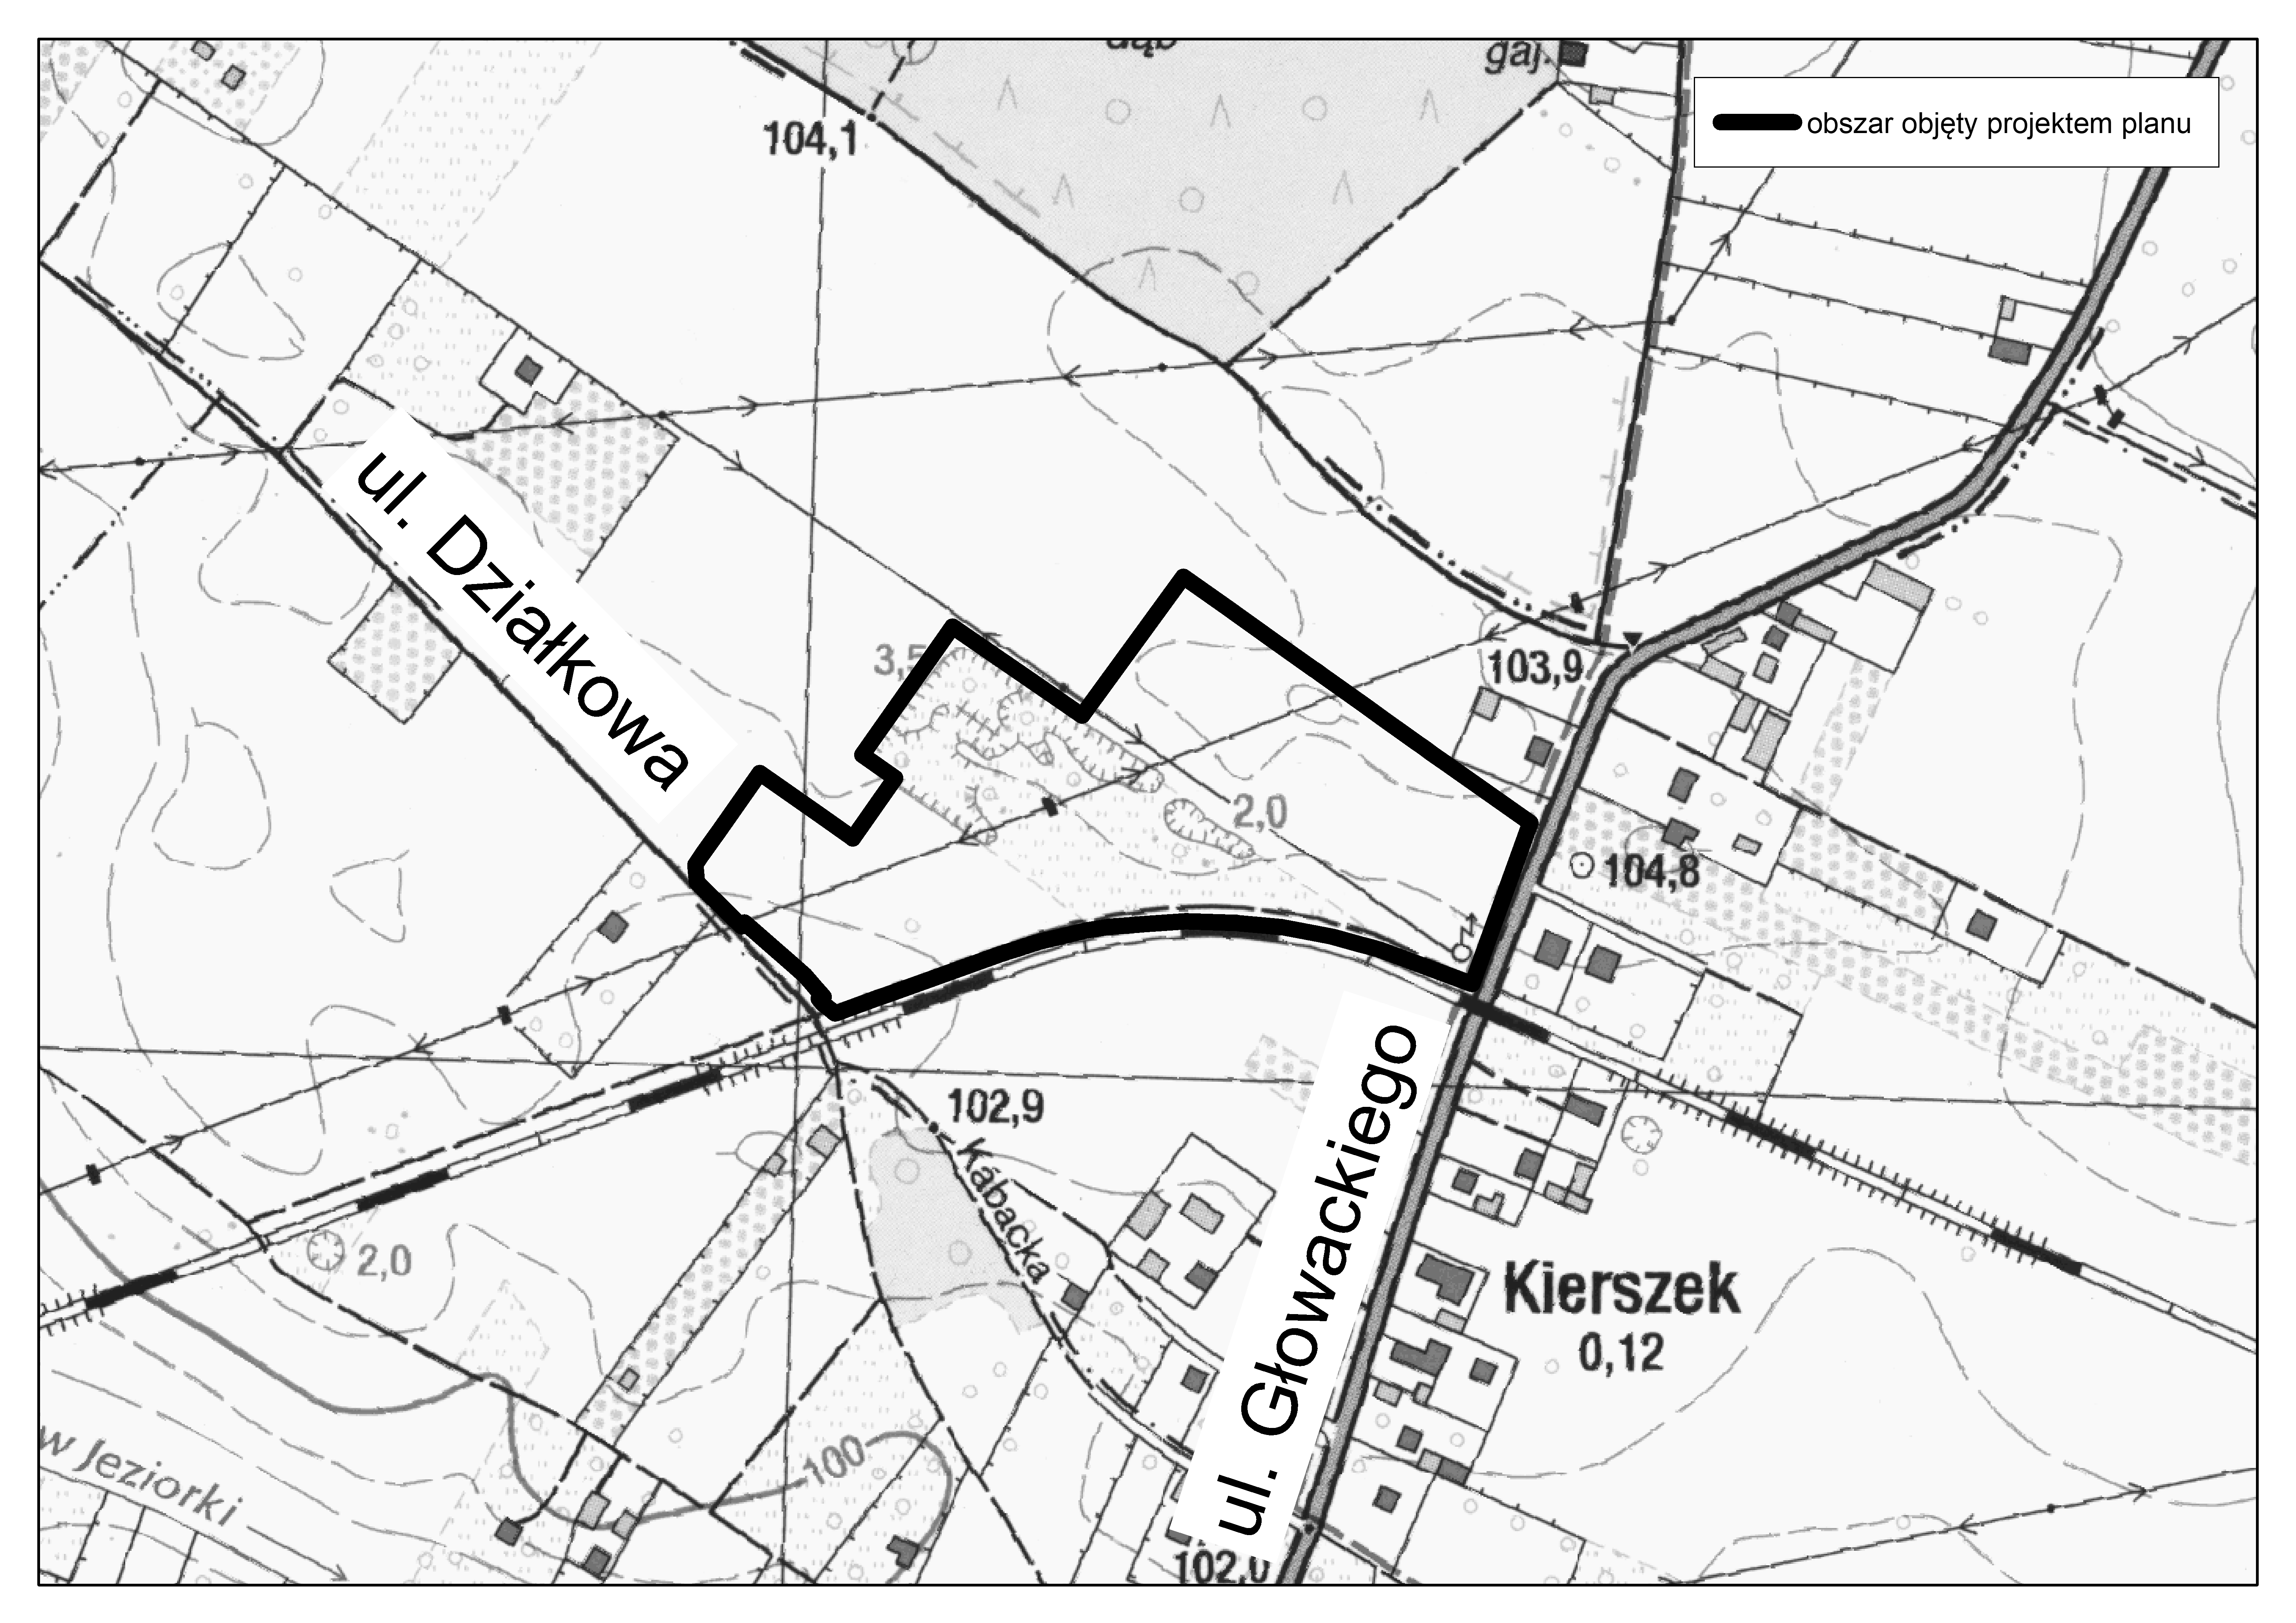 dąb
gaj.
obszar objęty projektem planu
104,1
ul. Działkowa
3,5
103,9
2,0
104,8
102,9
Kabacka
ul. Głowackiego
2,0
Kierszek
0,12
100
w Jeziorki
102,0